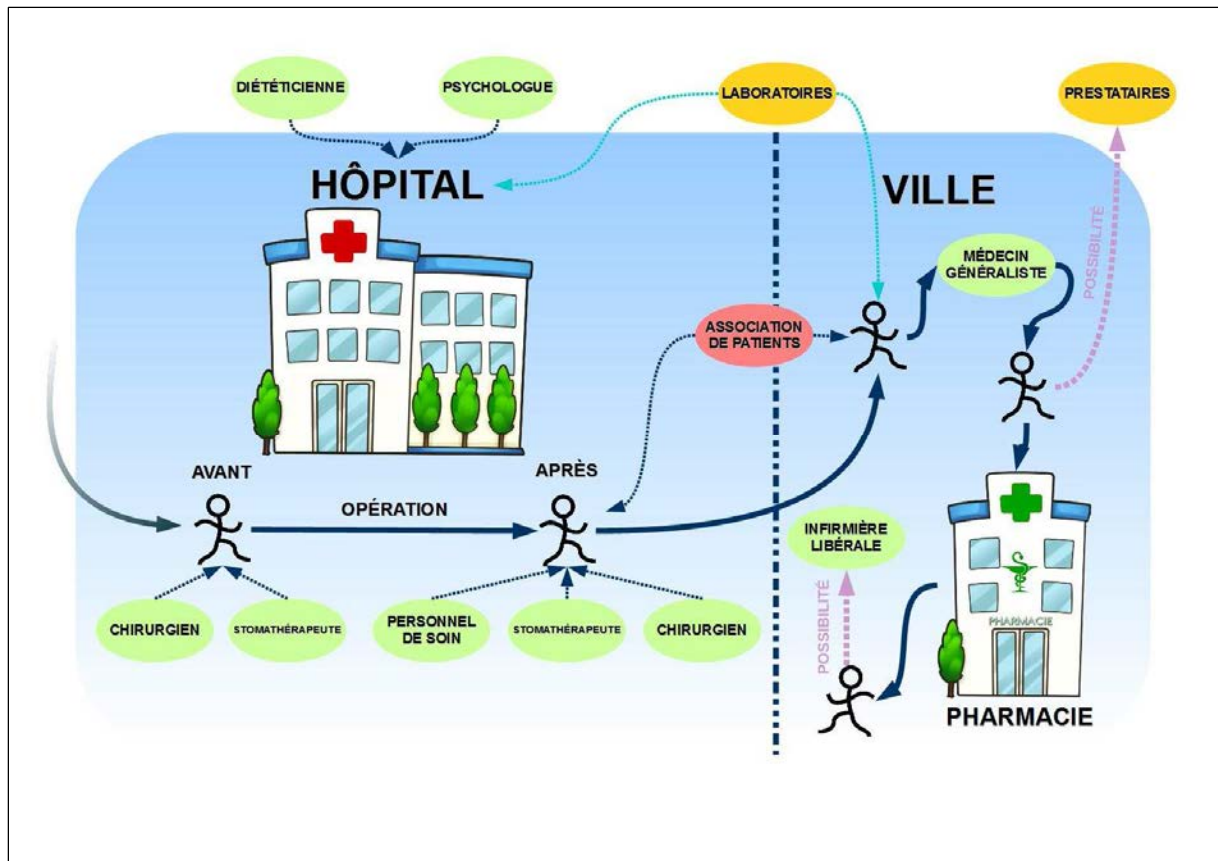 DIÉTÉTICIENNE
PSYCHOLOGUE
LABORATOIRES
PRESTATAIRES
HÔPITAL
VILLE
POSSIBILITÉ
MÉDECIN
GÉNÉRALISTE
ASSOCIATION
DE PATIENTS
AVANT
APRÈS
OPÉRATION
INFIRMIÈRE
LIBÉRALE
CHIRURGIEN
STOMATHÉRAPEUTE
PERSONNEL
DE SOIN
STOMATHÉRAPEUTE
CHIRURGIEN
POSSIBILITÉ
PHARMACIE
PHARMACIE